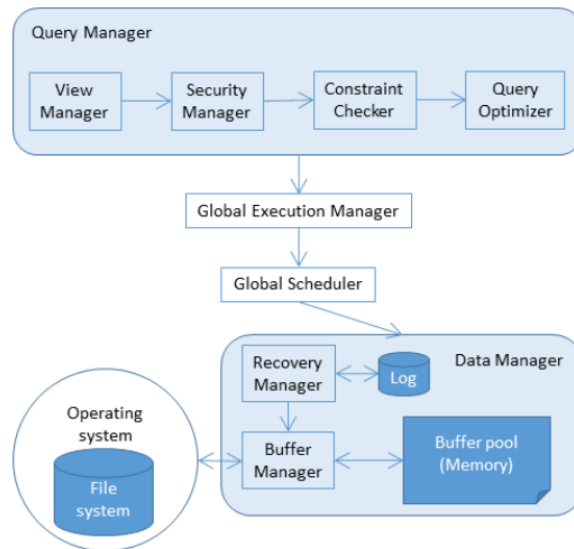 Query Manager
View
Manager
Security
Manager
Constraint
Checker
Query
Optimizer
Global Execution Manager
Global Scheduler
Recovery
Manager
Log
Data Manager
Operating
system
File
system
Buffer
Manager
Buffer pool
(Memory)